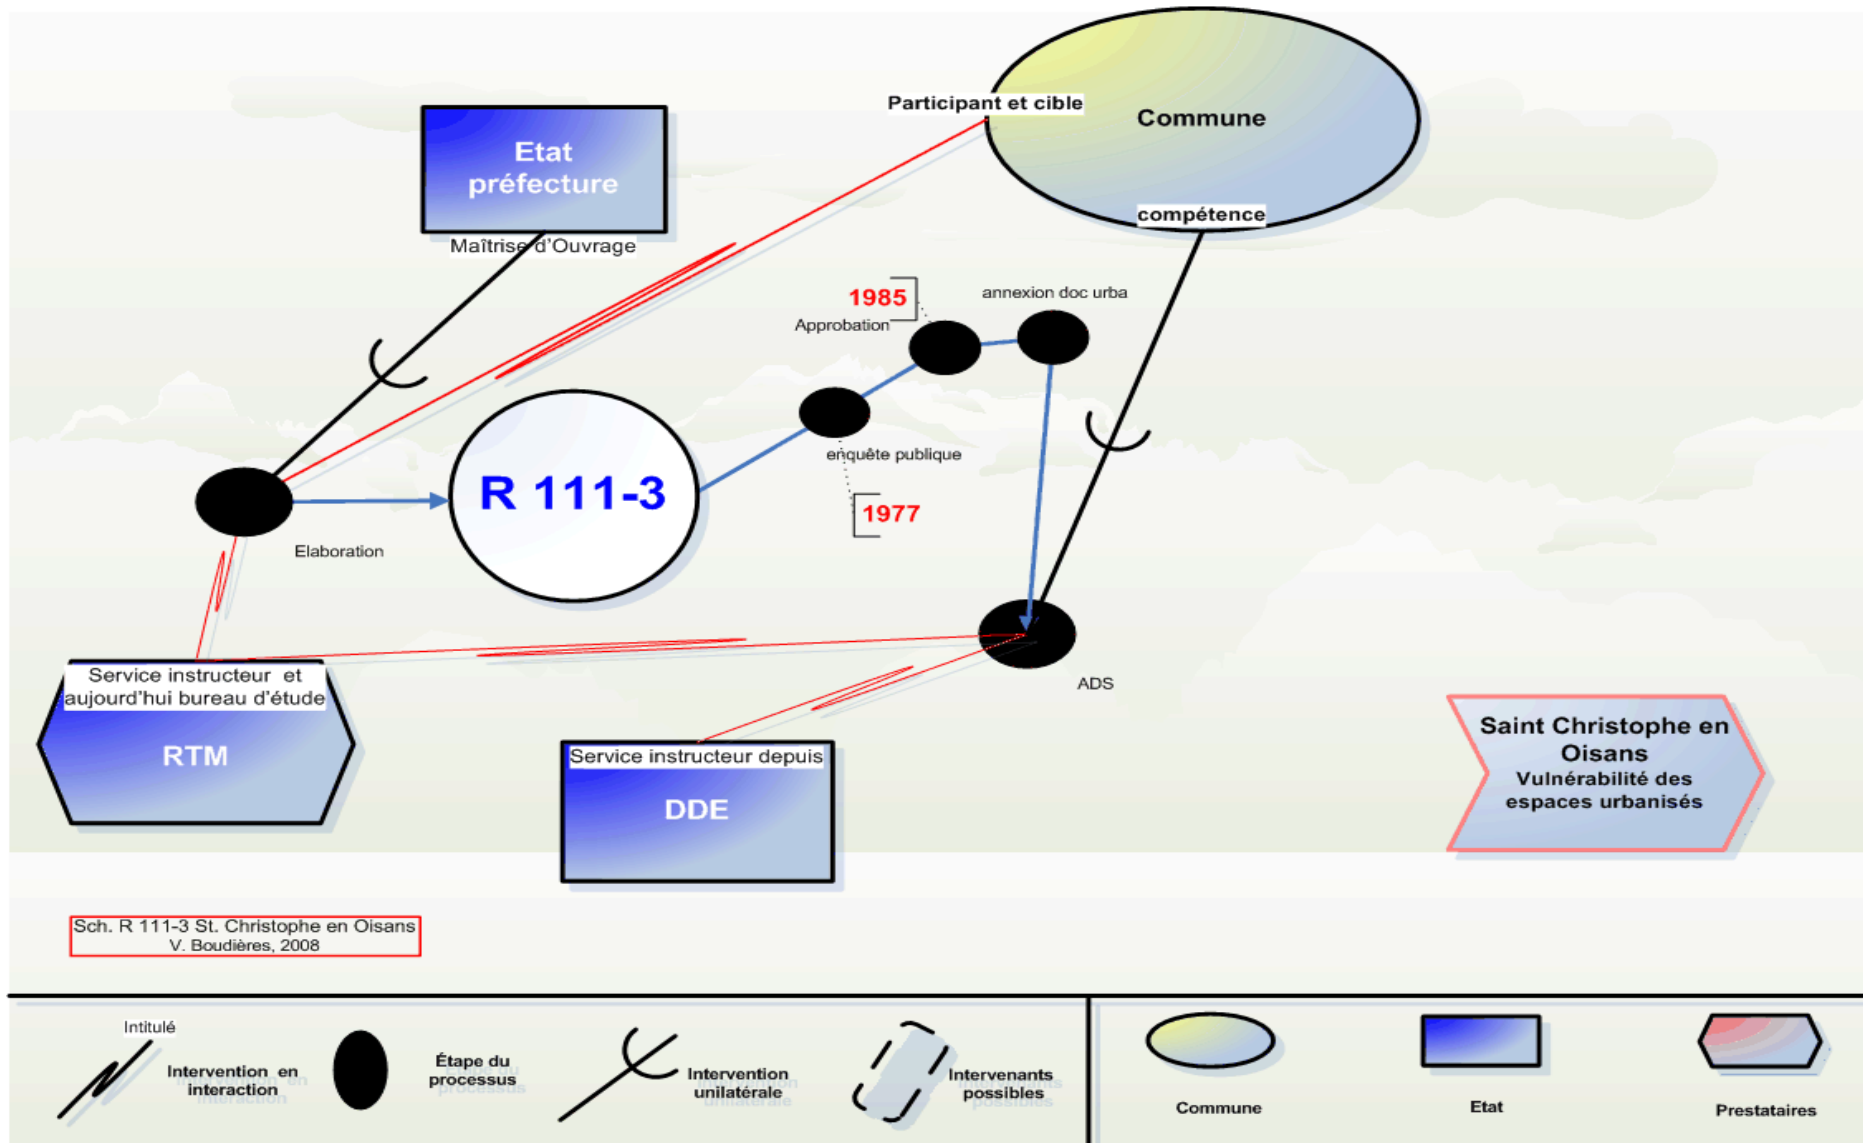 Participant et cible
Commune
compétence
Etat
préfecture
Maîtrise d'Ouvrage
1985
Approbation
annexion doc urba
enquête publique
1977
R 111-3
Elaboration
ADS
Service instructeur et
aujourd'hui bureau d'étude
RTM
Service instructeur depuis
DDE
Saint Christophe en
Oisans
Vulnérabilité des
espaces urbanisés
Sch. R 111-3 St. Christophe en Oisans
V. Boudières, 2008
Intitulé
Intervention en
interaction
Étape du
processus
Intervention
unilatérale
Intervenants
possibles
Commune
Etat
Prestataires